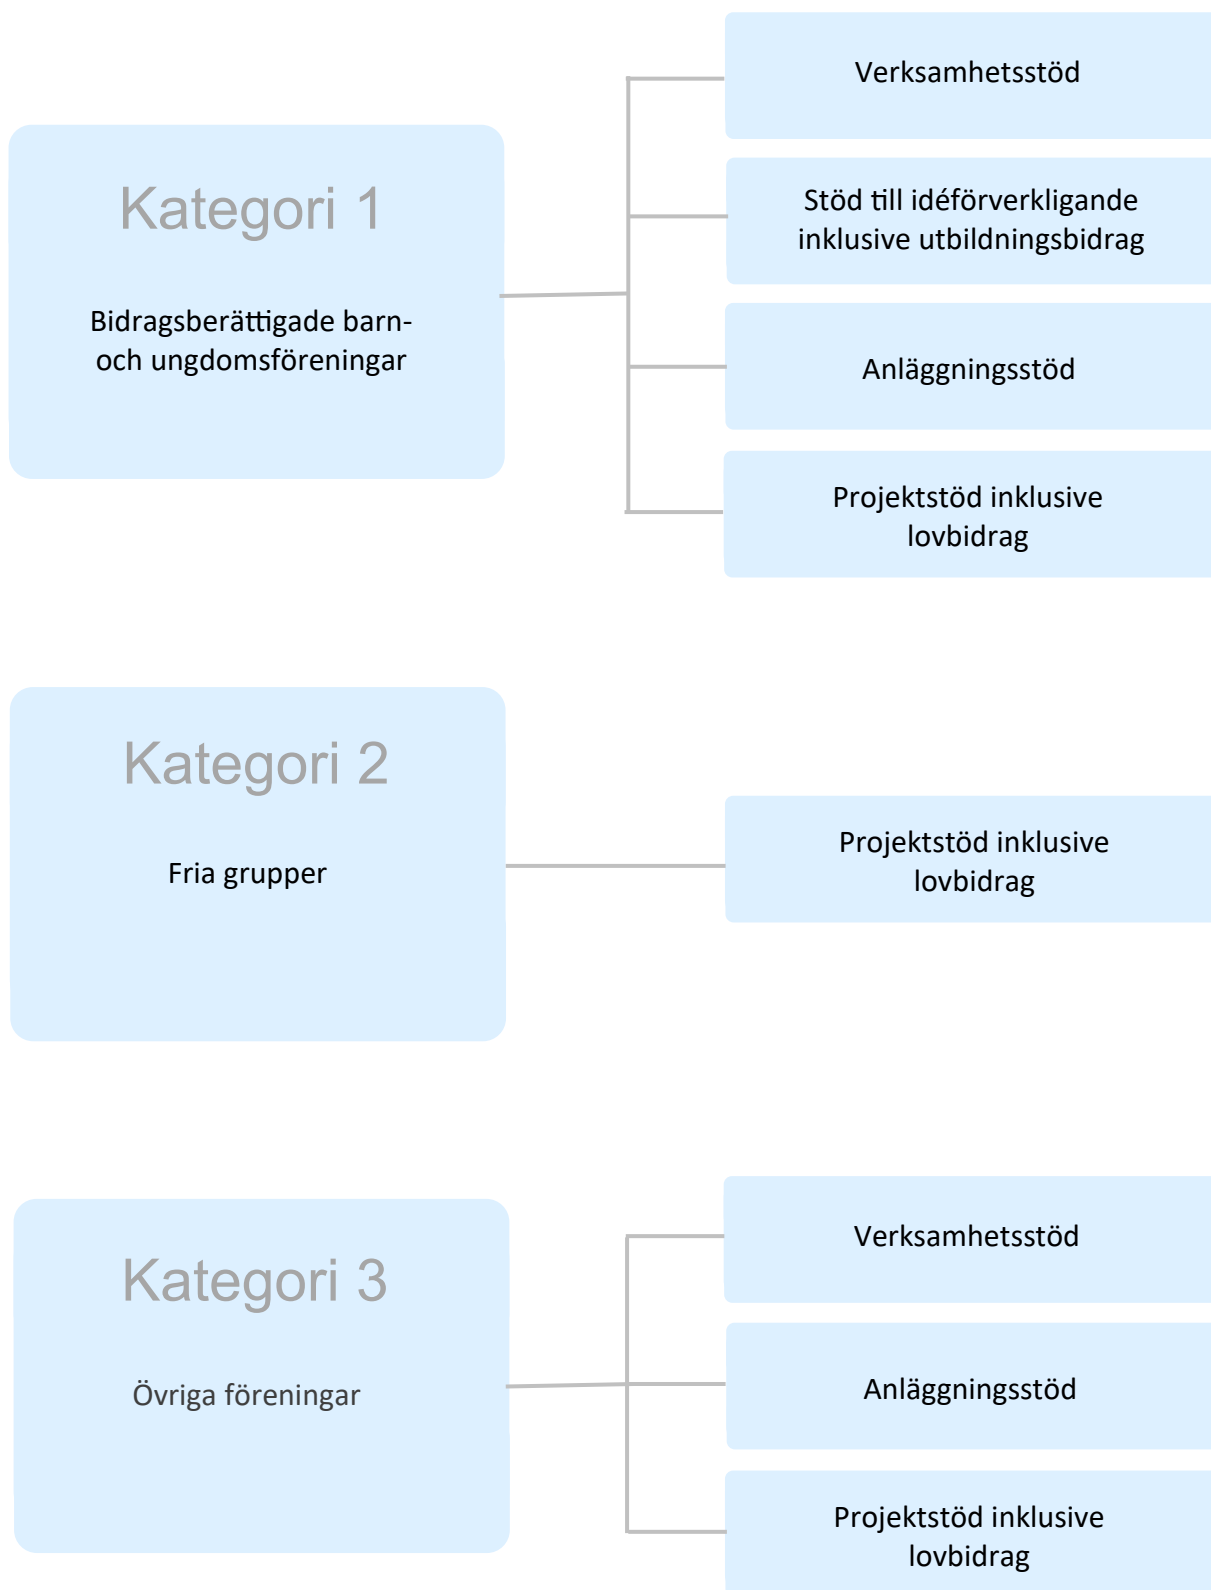 Kategori 1
Bidragsberättigade barn-
och ungdomsföreningar
Verksamhetsstöd
Stöd till idéförverkligande
inklusive utbildningsbidrag
Anläggningsstöd
Projektstöd inklusive
lovbidrag
Kategori 2
Fria grupper
Projektstöd inklusive
lovbidrag
Kategori 3
Övriga föreningar
Verksamhetsstöd
Anläggningsstöd
Projektstöd inklusive
lovbidrag